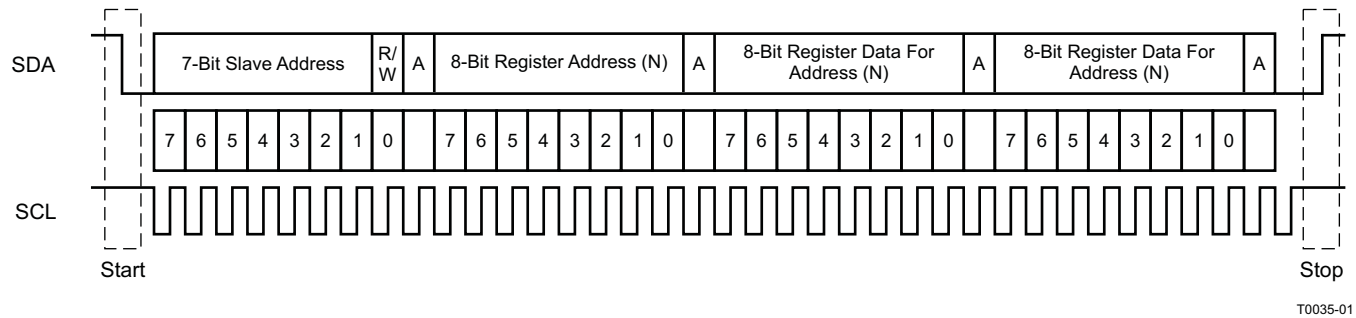 SDA
7-Bit Slave Address
R/
W
A
8-Bit Register Address (N)
A
8-Bit Register Data For
Address (N)
A
8-Bit Register Data For
Address (N)
A
7 6 5 4 3 2 1 0 7 6 5 4 3 2 1 0 7 6 5 4 3 2 1 0 7 6 5 4 3 2 1 0
SCL
Start
Stop
T0035-01